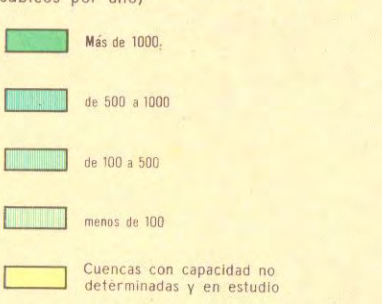 cúbicos por año)
Más de 1000
de 500 a 1000
de 100 a 500
menos de 100
Cuencas con capacidad no
determinadas y en estudio